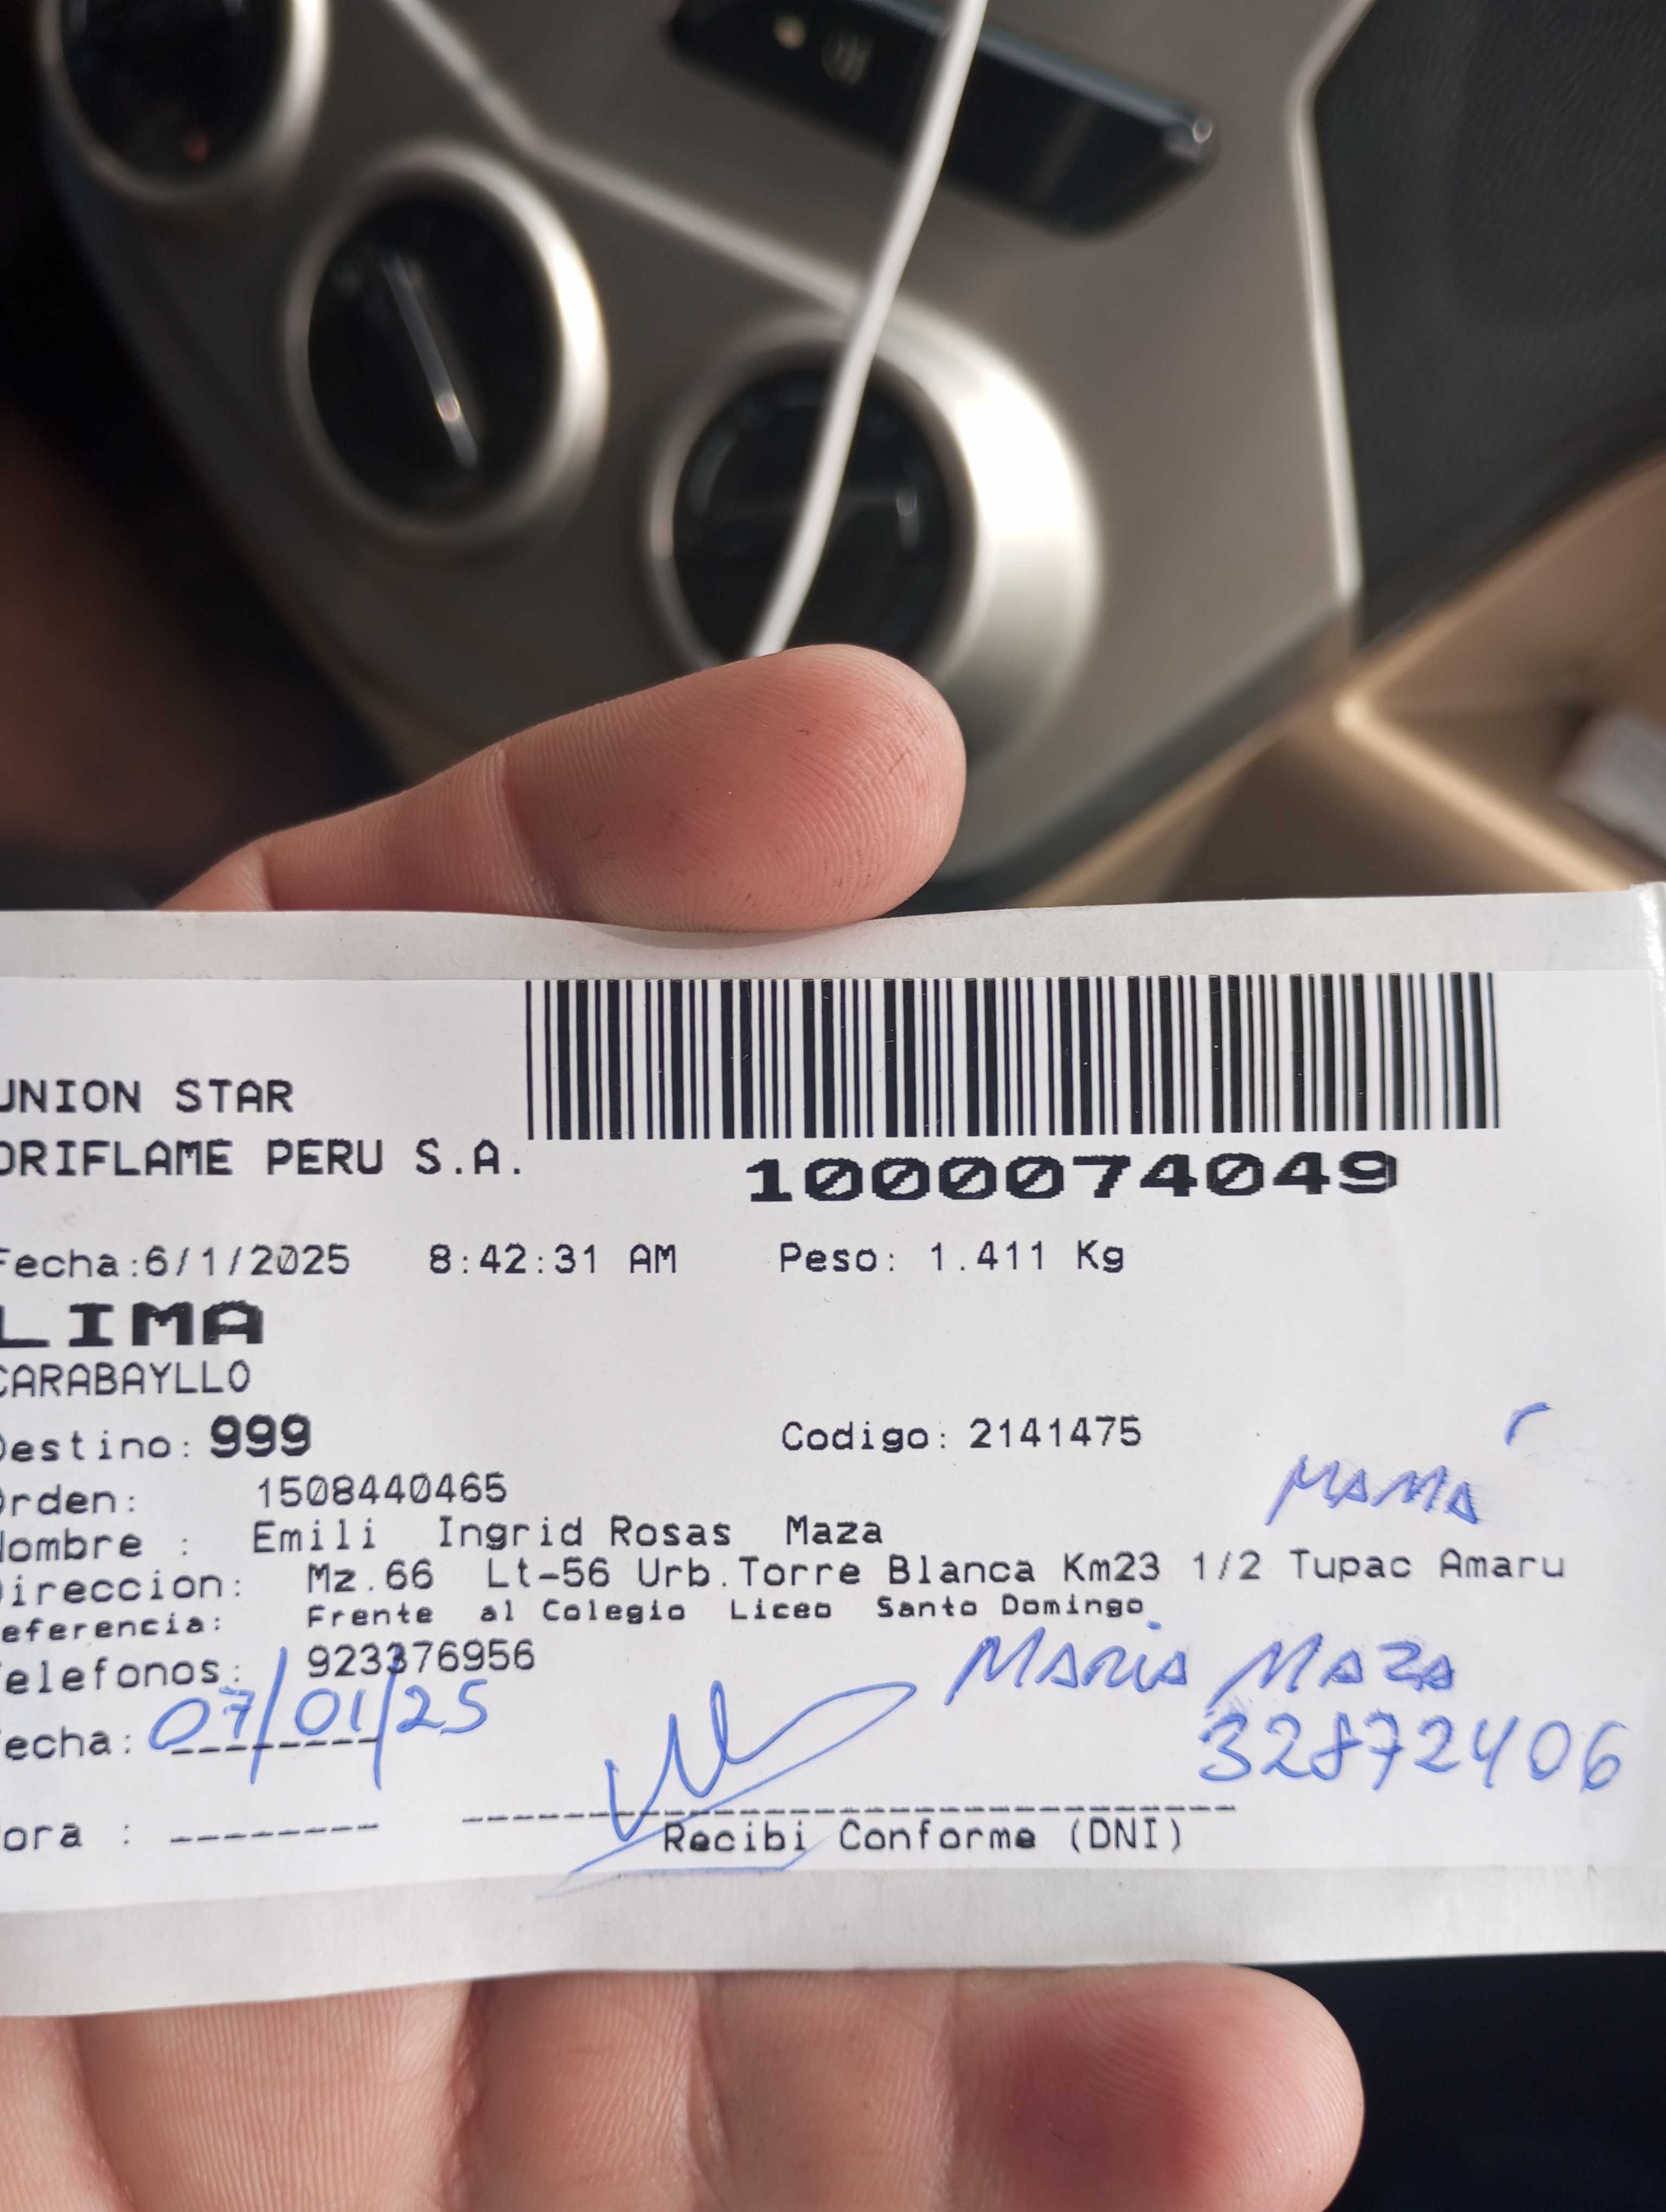 UNION STAR
ORIFLAME PERU S.A.
1000074049
Fecha:6/1/2025 8:42:31 AM Peso: 1.411 Kg
LIMA
CARABAYLLO
Destino: 999 Codigo: 2141475
Orden: 1508440465
MAMÁ
Nombre : Emili Ingrid Rosas Maza
Direccion: Mz.66 Lt-56 Urb.Torre Blanca Km23 1/2 Tupac Amaru
Referencia: Frente al Colegio Liceo Santo Domingo
Telefonos: 923376956
MARIA MAZA
Fecha: 07/01/25
32872406
Hora : --------
Recibi Conforme (DNI)